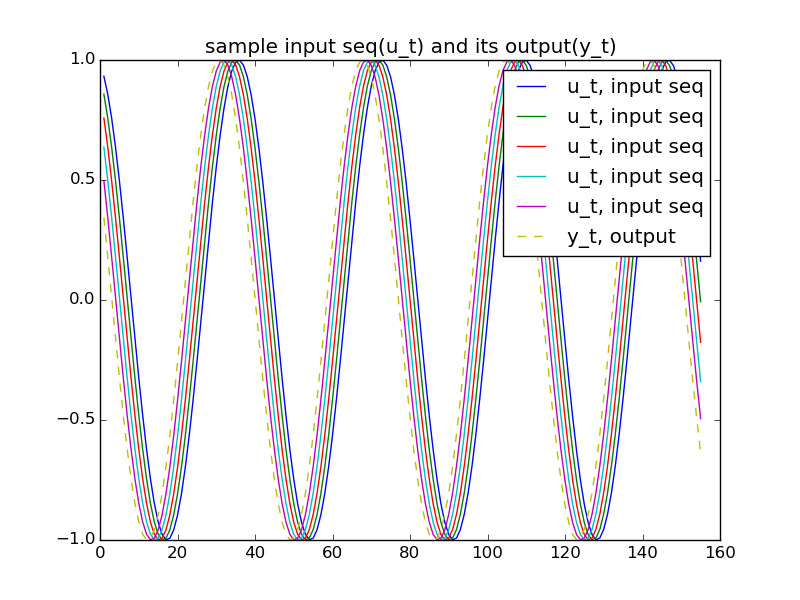 sample input seq(u_t) and its output(y_t)
1.0
0.5
0.0
−0.5
−1.0
u_t, input seq
u_t, input seq
u_t, input seq
u_t, input seq
u_t, input seq
y_t, output
0 20 40 60 80 100 120 140 160